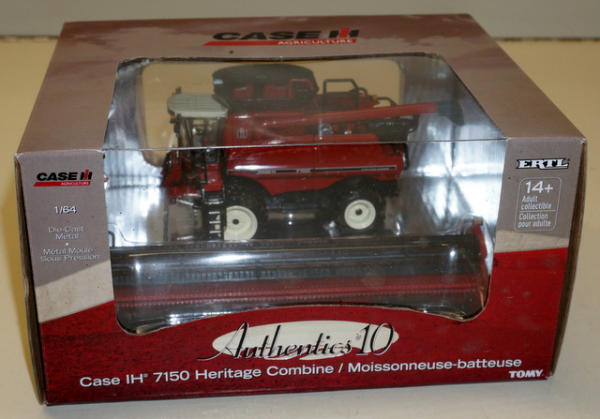 CASE IH
AGRICULTURE
CASE IH
AGRICULTURE
1/64
Die-Cast
Metal
•
Métal Moulé
Sous Pression
ERTL
14+
Adult
collectible
Collection
pour adulte
Authentics 10
Case IH® 7150 Heritage Combine / Moissonneuse-batteuse
TOMY